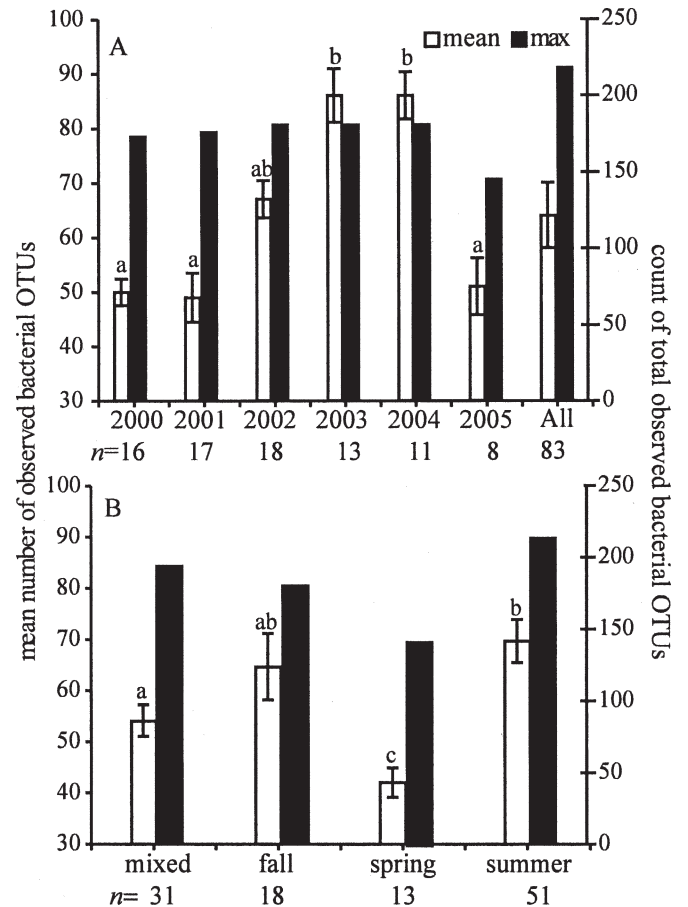 A
mean max
100
90
80
70
60
50
40
30
250
200
150
100
50
0
a
a
ab
b
b
a
2000 2001 2002 2003 2004 2005 All
n=16 17 18 13 11 8 83
mean number of observed bacterial OTUs
count of total observed bacterial OTUs
B
100
90
80
70
60
50
40
30
250
200
150
100
50
0
a
ab
c
b
mixed fall spring summer
n= 31 18 13 51